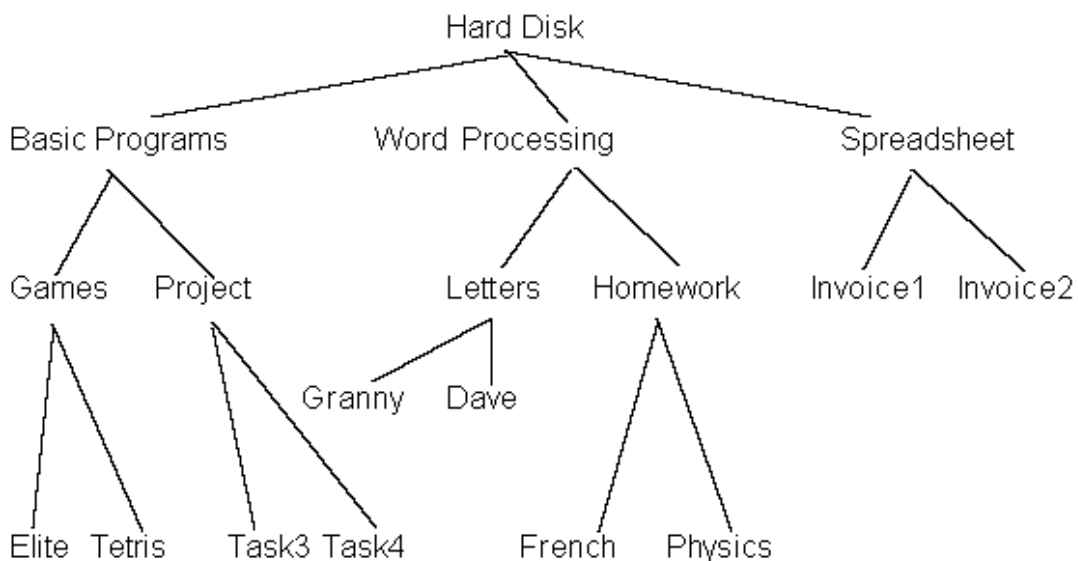 Hard Disk
Basic Programs Word Processing Spreadsheet
Games Project Letters Homework Invoice1 Invoice2
Granny Dave
Elite Tetris Task3 Task4 French Physics